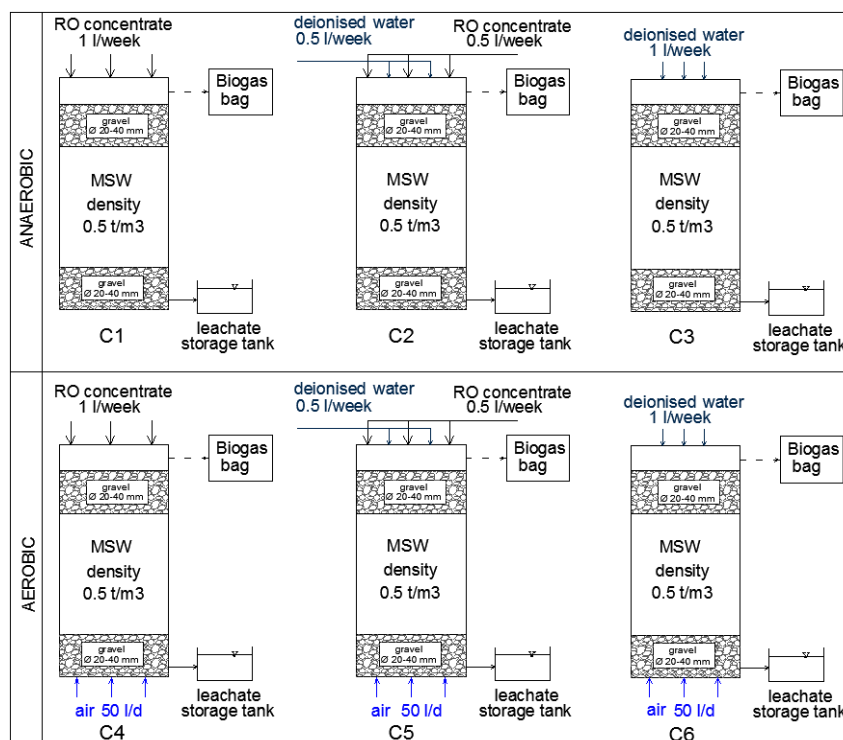 ANAEROBIC
RO concentrate
1 l/week
Biogas
bag
gravel
Ø 20-40 mm
MSW
density
0.5 t/m3
gravel
Ø 20-40 mm
leachate
storage tank
C1
deionised water
0.5 l/week
RO concentrate
0.5 l/week
Biogas
bag
gravel
Ø 20-40 mm
MSW
density
0.5 t/m3
gravel
Ø 20-40 mm
leachate
storage tank
C2
deionised water
1 l/week
Biogas
bag
gravel
Ø 20-40 mm
MSW
density
0.5 t/m3
gravel
Ø 20-40 mm
leachate
storage tank
C3
AEROBIC
RO concentrate
1 l/week
Biogas
bag
gravel
Ø 20-40 mm
MSW
density
0.5 t/m3
gravel
Ø 20-40 mm
leachate
storage tank
air 50 l/d
C4
deionised water
0.5 l/week
RO concentrate
0.5 l/week
Biogas
bag
gravel
Ø 20-40 mm
MSW
density
0.5 t/m3
gravel
Ø 20-40 mm
leachate
storage tank
air 50 l/d
C5
deionised water
1 l/week
Biogas
bag
gravel
Ø 20-40 mm
MSW
density
0.5 t/m3
gravel
Ø 20-40 mm
leachate
storage tank
air 50 l/d
C6